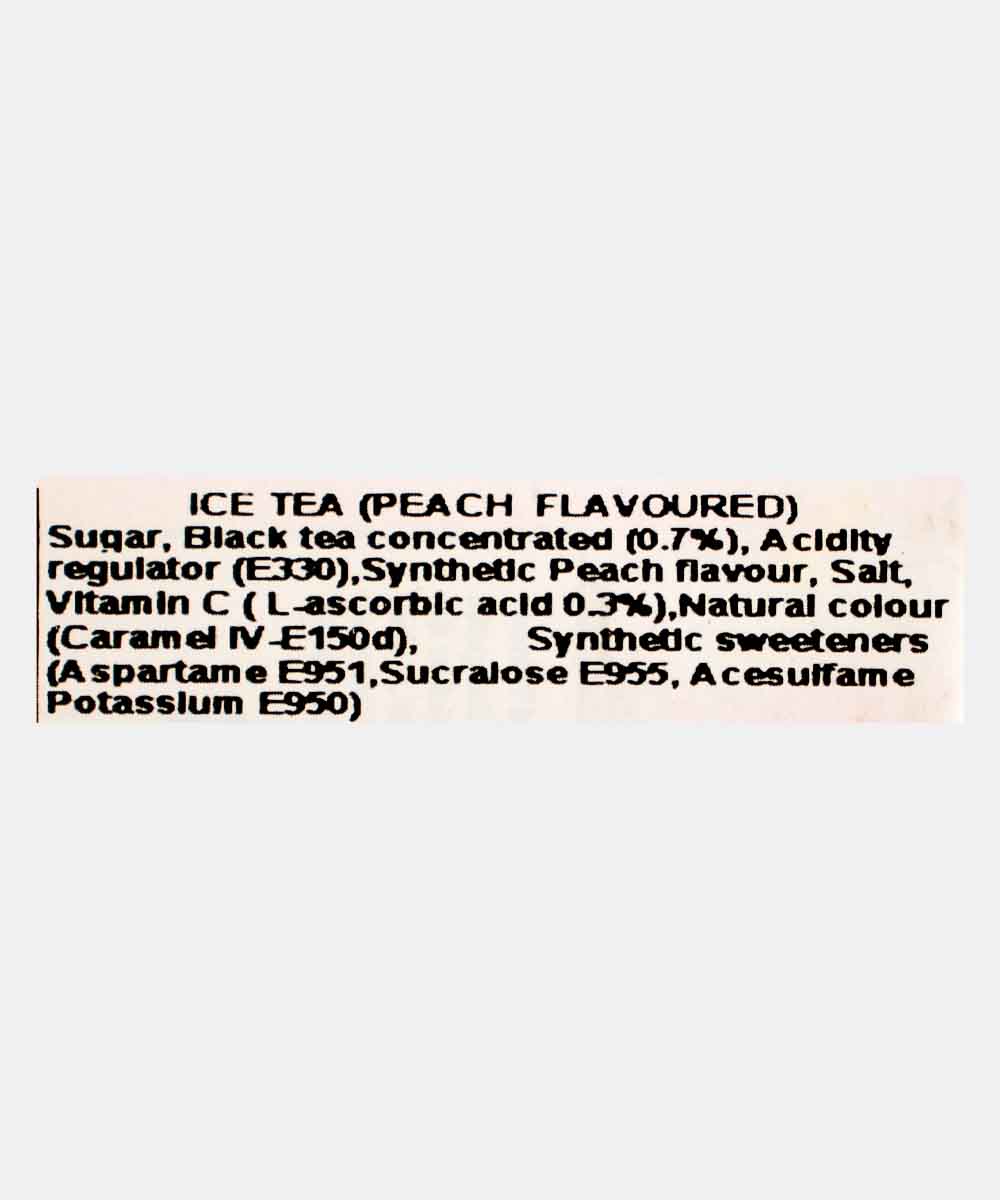 ICE TEA (PEACH FLAVOURED)
Sugar, Black tea concentrated (0.7%), Acidity
regulator (E330),Synthetic Peach flavour, Salt,
Vitamin C ( L-ascorbic acid 0.3%),Natural colour
(Caramel IV-E150d), Synthetic sweeteners
(Aspartame E951,Sucralose E955, Acesulfame
Potassium E950)